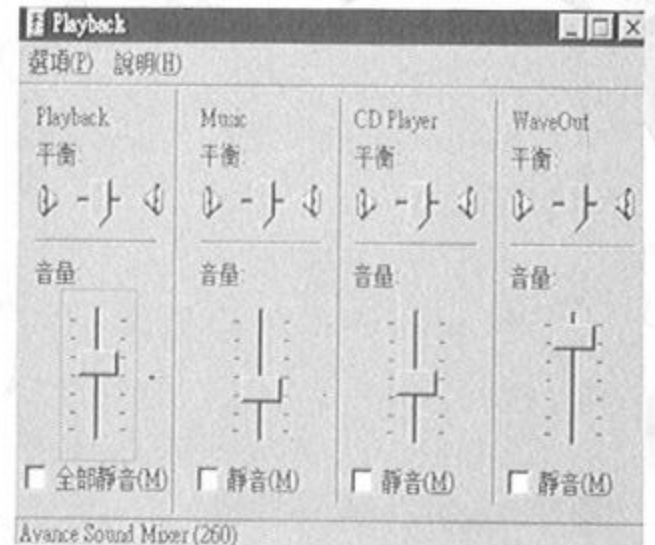 Playback
選項(P) 說明(H)
Playback
平衡:
音量
全部靜音(M)
Music
平衡:
音量:
靜音(M)
CD Player
平衡
音量:
靜音(M)
WaveOut
平衡:
音量:
靜音(M)
Avance Sound Mixer (260)